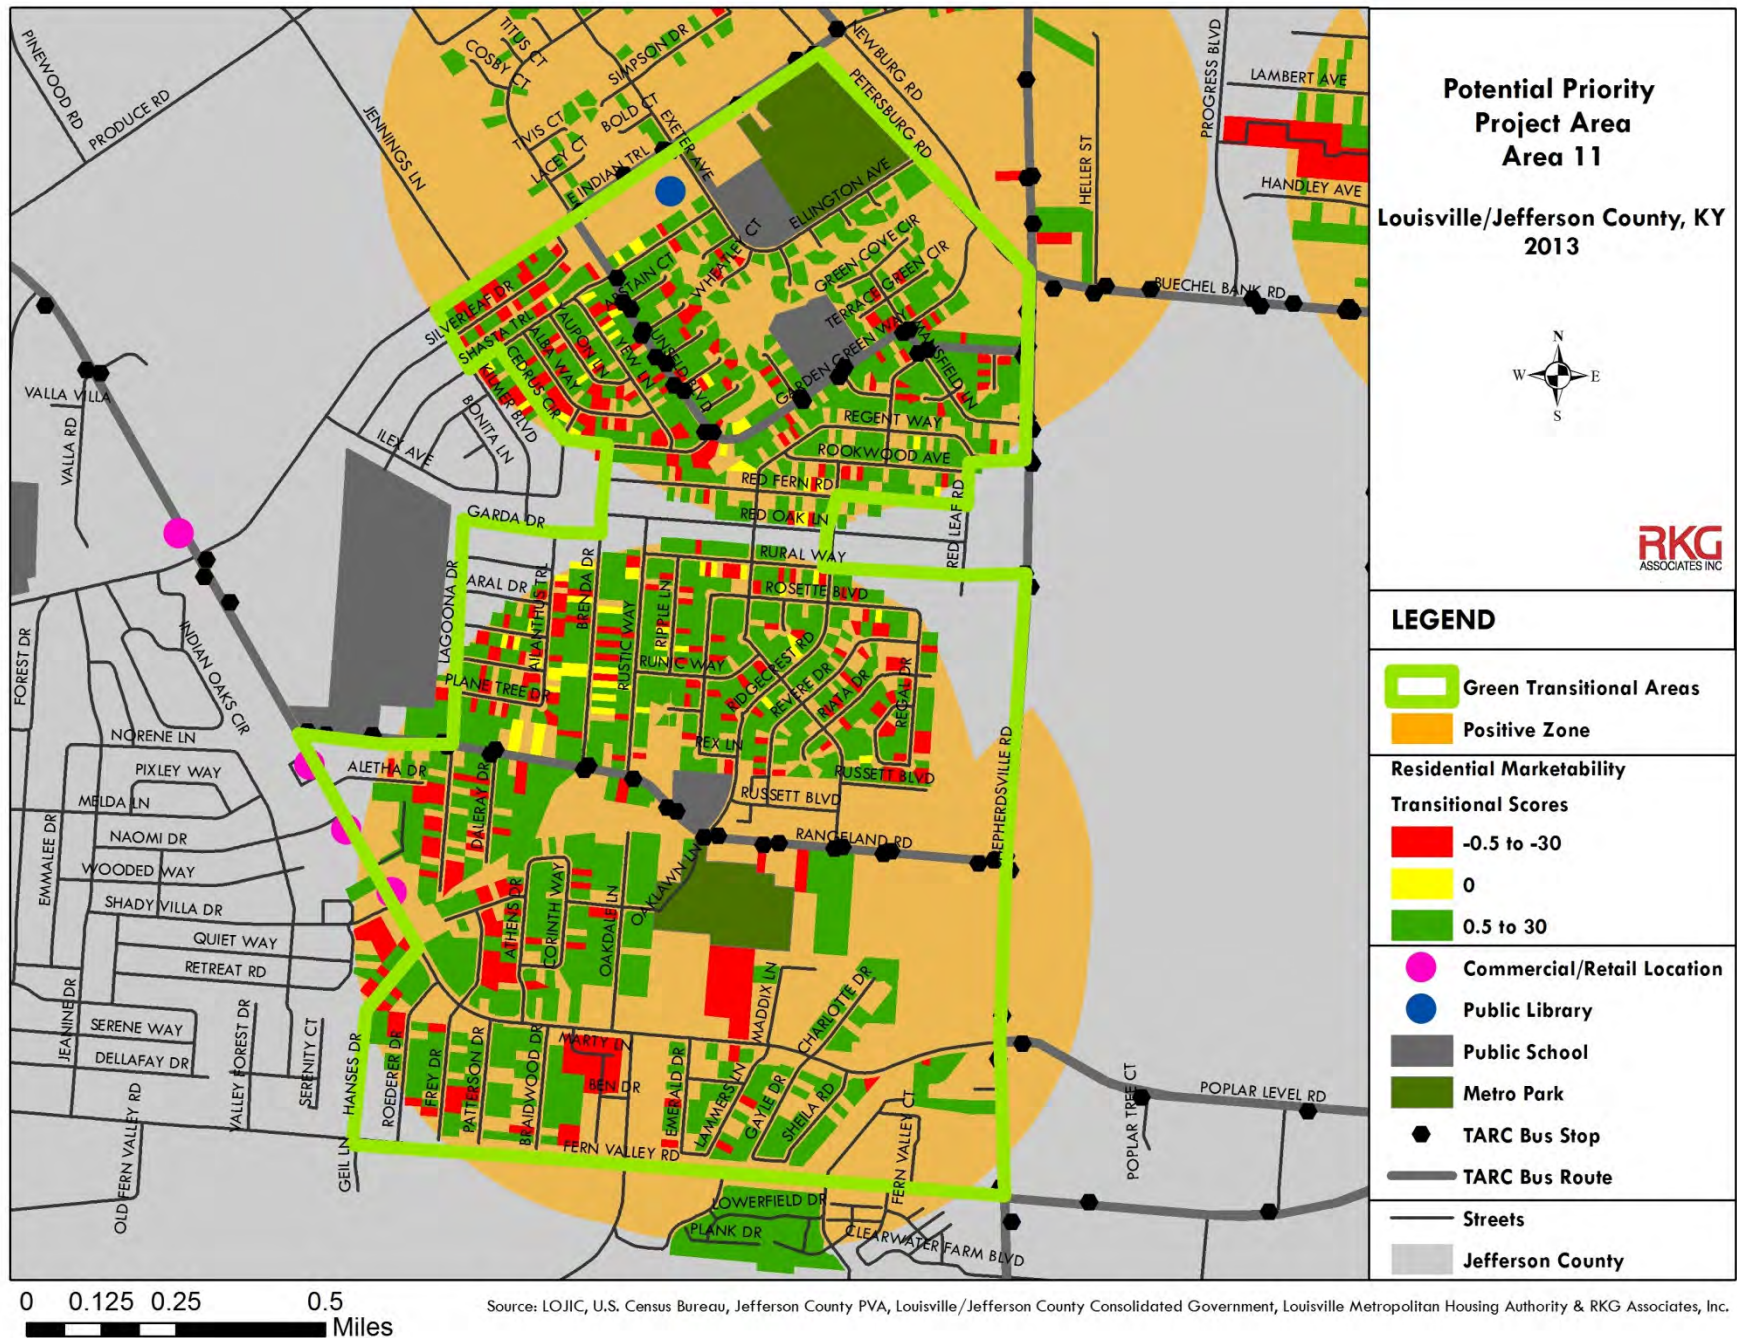 Potential Priority
Project Area
Area 11
Louisville/Jefferson County, KY
2013
N
W
E
S
RKG
ASSOCIATES INC
LEGEND
Green Transitional Areas
Positive Zone
Residential Marketability
Transitional Scores
-0.5 to -30
0
0.5 to 30
Commercial/Retail Location
Public Library
Public School
Metro Park
TARC Bus Stop
TARC Bus Route
Streets
Jefferson County
PINEWOOD RD
PRODUCE RD
JENNINGS LN
COSBY CT
TITUS CT
SIMPSON DR
TIVIS CT
BOLD CT
LACEY CT
E INDIAN TRL
EXETER AVE
NEWBURG RD
PETERSBURG RD
ELLINGTON AVE
HELLER ST
PROGRESS BLVD
LAMBERT AVE
HANDLEY AVE
BUECHEL BANK RD
WHEATLEY CT
GREEN COVE CIR
TERRACE GREEN CIR
GARDEN GREEN WAY
MANSFIELD LN
SILVERLEAF DR
SHASTA TRL
ALBA WAY
YAUPON LN
YEW LN
CEDRUS CIR
KILMER BLVD
BONITA LN
ILEX AVE
REGENT WAY
ROOKWOOD AVE
RED FERN RD
RED OAK LN
RED LEAF RD
RURAL WAY
ROSETTE BLVD
GARDA DR
LAGOONA DR
ARAL DR
AILANTHUS TRL
BRENDA DR
RUSTIC WAY
RIPPLE LN
RUNIC WAY
PLANE TREE DR
RIDGECREST RD
REVERE DR
RIATA DR
REGAL DR
REX LN
RUSSETT BLVD
RUSSETT BLVD
RANGELAND RD
SHEPHERDSVILLE RD
VALLA VILLA
VALLA RD
FOREST DR
INDIAN OAKS CIR
NORENE LN
PIXLEY WAY
MELDA LN
NAOMI DR
WOODED WAY
SHADY VILLA DR
QUIET WAY
RETREAT RD
EMMALEE DR
JEANINE DR
SERENE WAY
DELLAFAY DR
VALLEY FOREST DR
SERENITY CT
OLD FERN VALLEY RD
GEIL LN
HANSES DR
ROEDERER DR
FREY DR
PATTERSON DR
BRAIDWOOD DR
ALETHA DR
DALERAY DR
ATHENS DR
CORINTH WAY
OAKDALE LN
OAKLAWN LN
MARTY LN
BEN DR
EMERALD DR
LAMMERS LN
MADDIX LN
CHARLOTTE DR
GAYLE DR
SHEILA RD
FERN VALLEY RD
FERN VALLEY CT
LOWERFIELD DR
PLANK DR
CLEARWATER FARM BLVD
POPLAR TREE CT
POPLAR LEVEL RD
0 0.125 0.25 0.5
Miles
Source: LOJIC, U.S. Census Bureau, Jefferson County PVA, Louisville/Jefferson County Consolidated Government, Louisville Metropolitan Housing Authority & RKG Associates, Inc.